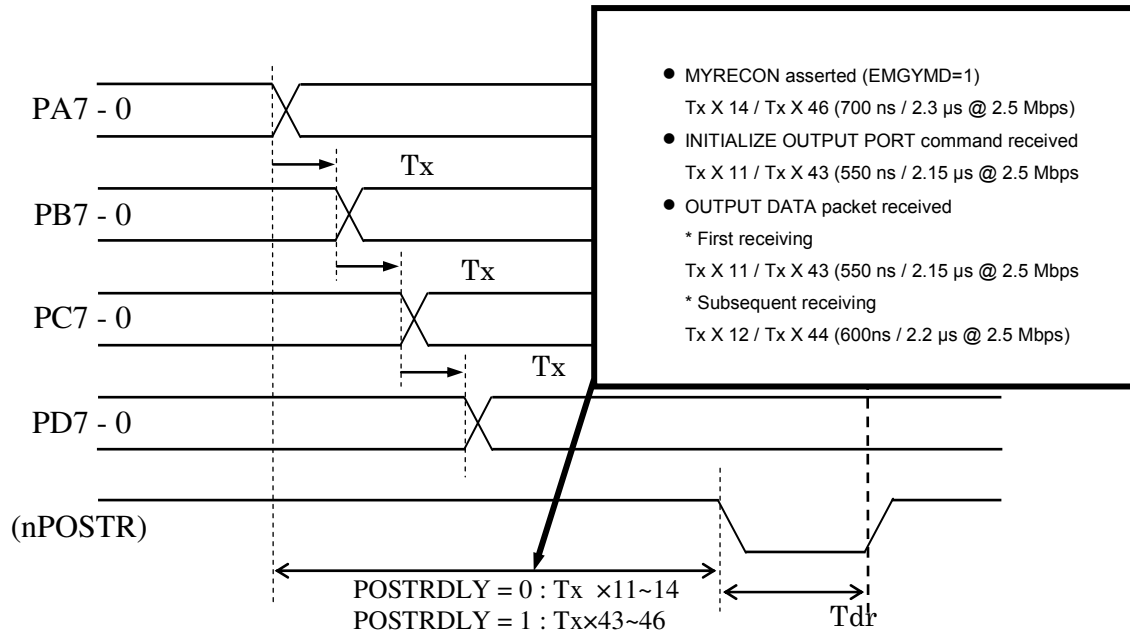 ● MYRECON asserted (EMGYMD=1)
Tx X 14 / Tx X 46 (700 ns / 2.3 µs @ 2.5 Mbps)
● INITIALIZE OUTPUT PORT command received
Tx X 11 / Tx X 43 (550 ns / 2.15 µs @ 2.5 Mbps
● OUTPUT DATA packet received
* First receiving
Tx X 11 / Tx X 43 (550 ns / 2.15 µs @ 2.5 Mbps
* Subsequent receiving
Tx X 12 / Tx X 44 (600ns / 2.2 µs @ 2.5 Mbps)
PA7 - 0
Tx
PB7 - 0
Tx
PC7 - 0
Tx
PD7 - 0
(nPOSTR)
POSTRDLY = 0 : Tx ×11~14
POSTRDLY = 1 : Tx×43~46
Tdr